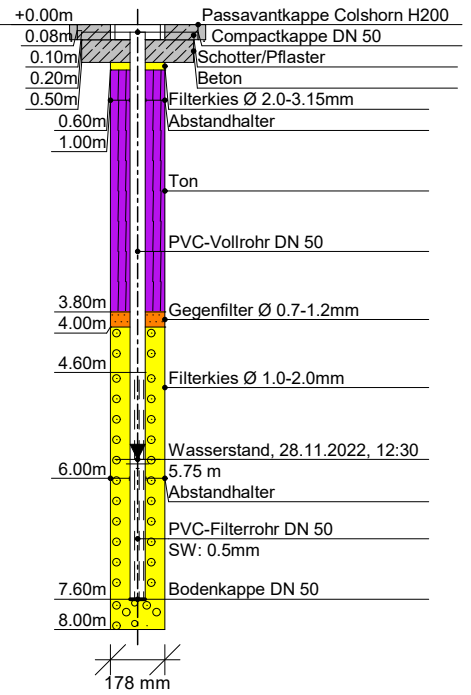 +0.00m
Passavantkappe Colshorn H200
0.08m
Compactkappe DN 50
0.10m
Schotter/Pflaster
0.20m
Beton
0.50m
Filterkies Ø 2.0-3.15mm
0.60m
Abstandhalter
1.00m
Ton
PVC-Vollrohr DN 50
3.80m
Gegenfilter Ø 0.7-1.2mm
4.00m
4.60m
Filterkies Ø 1.0-2.0mm
Wasserstand, 28.11.2022, 12:30
5.75 m
6.00m
Abstandhalter
PVC-Filterrohr DN 50
SW: 0.5mm
7.60m
Bodenkappe DN 50
8.00m
178 mm